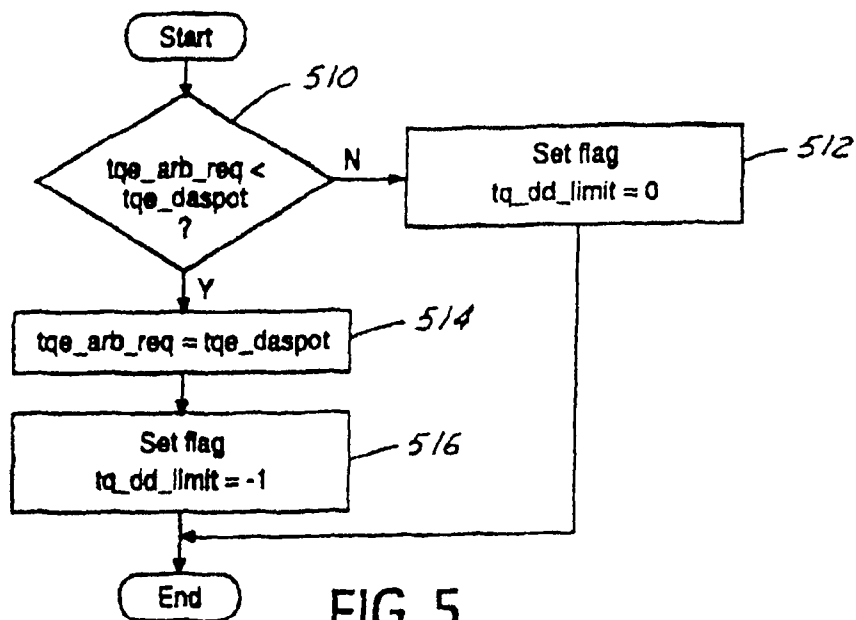 Start
510
tqe_arb_req <
tqe_daspot
?
N
Set flag
tq_dd_limit = 0
512
Y
tqe_arb_req = tqe_daspot
514
Set flag
tq_dd_limit = -1
516
End
FIG. 5